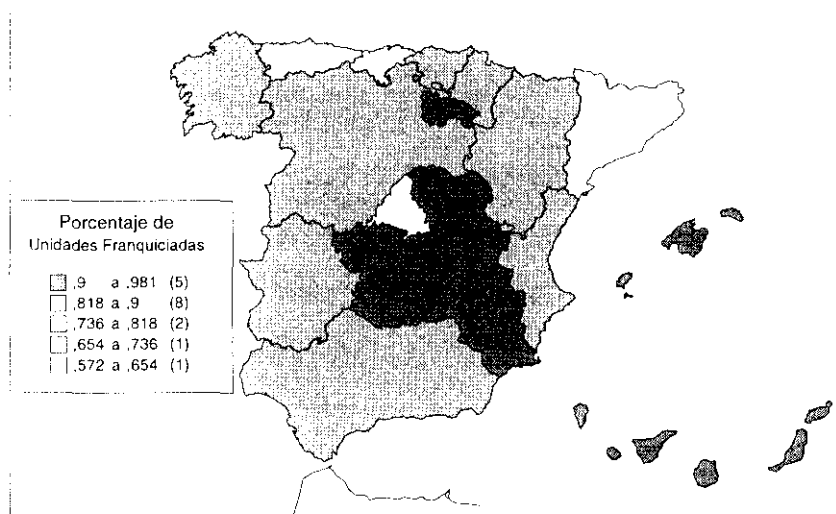 Porcentaje de
Unidades Franquiciadas
,9 a ,981 (5)
,818 a ,9 (8)
,736 a ,818 (2)
,654 a ,736 (1)
,572 a ,654 (1)